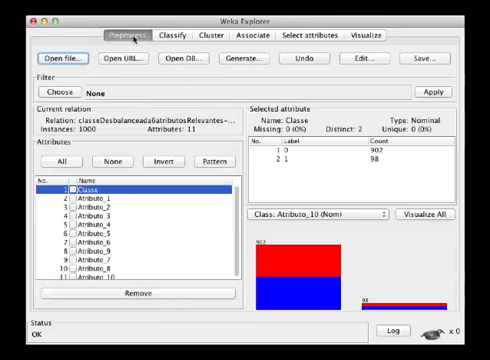 Weka Explorer
Preprocess Classify Cluster Associate Select attributes Visualize
Open file... Open URL... Open DB... Generate... Undo Edit... Save...
Filter
Choose None Apply
Current relation
Relation: classeDesbalanceada6atributosRelevantes-...
Instances: 1000 Attributes: 11
Selected attribute
Name: Classe Type: Nominal
Missing: 0 (0%) Distinct: 2 Unique: 0 (0%)
No. Label Count
1 0 902
2 1 98
Attributes
All None Invert Pattern
No. Name
1 Classe
2 Atributo_1
3 Atributo_2
4 Atributo_3
5 Atributo_4
6 Atributo_5
7 Atributo_6
8 Atributo_9
9 Atributo_7
10 Atributo_8
11 Atributo_10
Remove
Class: Atributo_10 (Nom) Visualize All
902
98
Status
OK
Log x 0